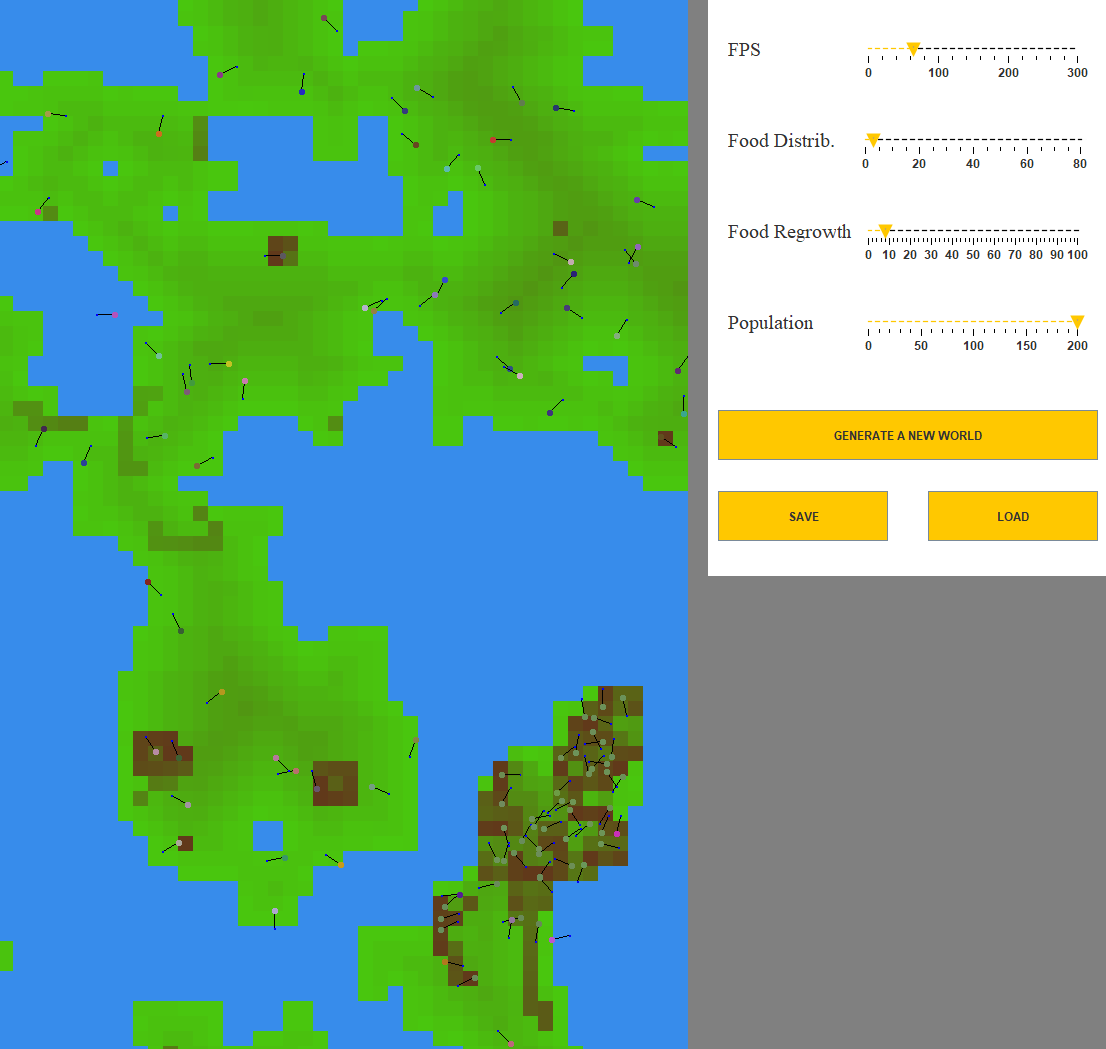 FPS
0 100 200 300
Food Distrib.
0 20 40 60 80
Food Regrowth
0 10 20 30 40 50 60 70 80 90 100
Population
0 50 100 150 200
GENERATE A NEW WORLD
SAVE LOAD